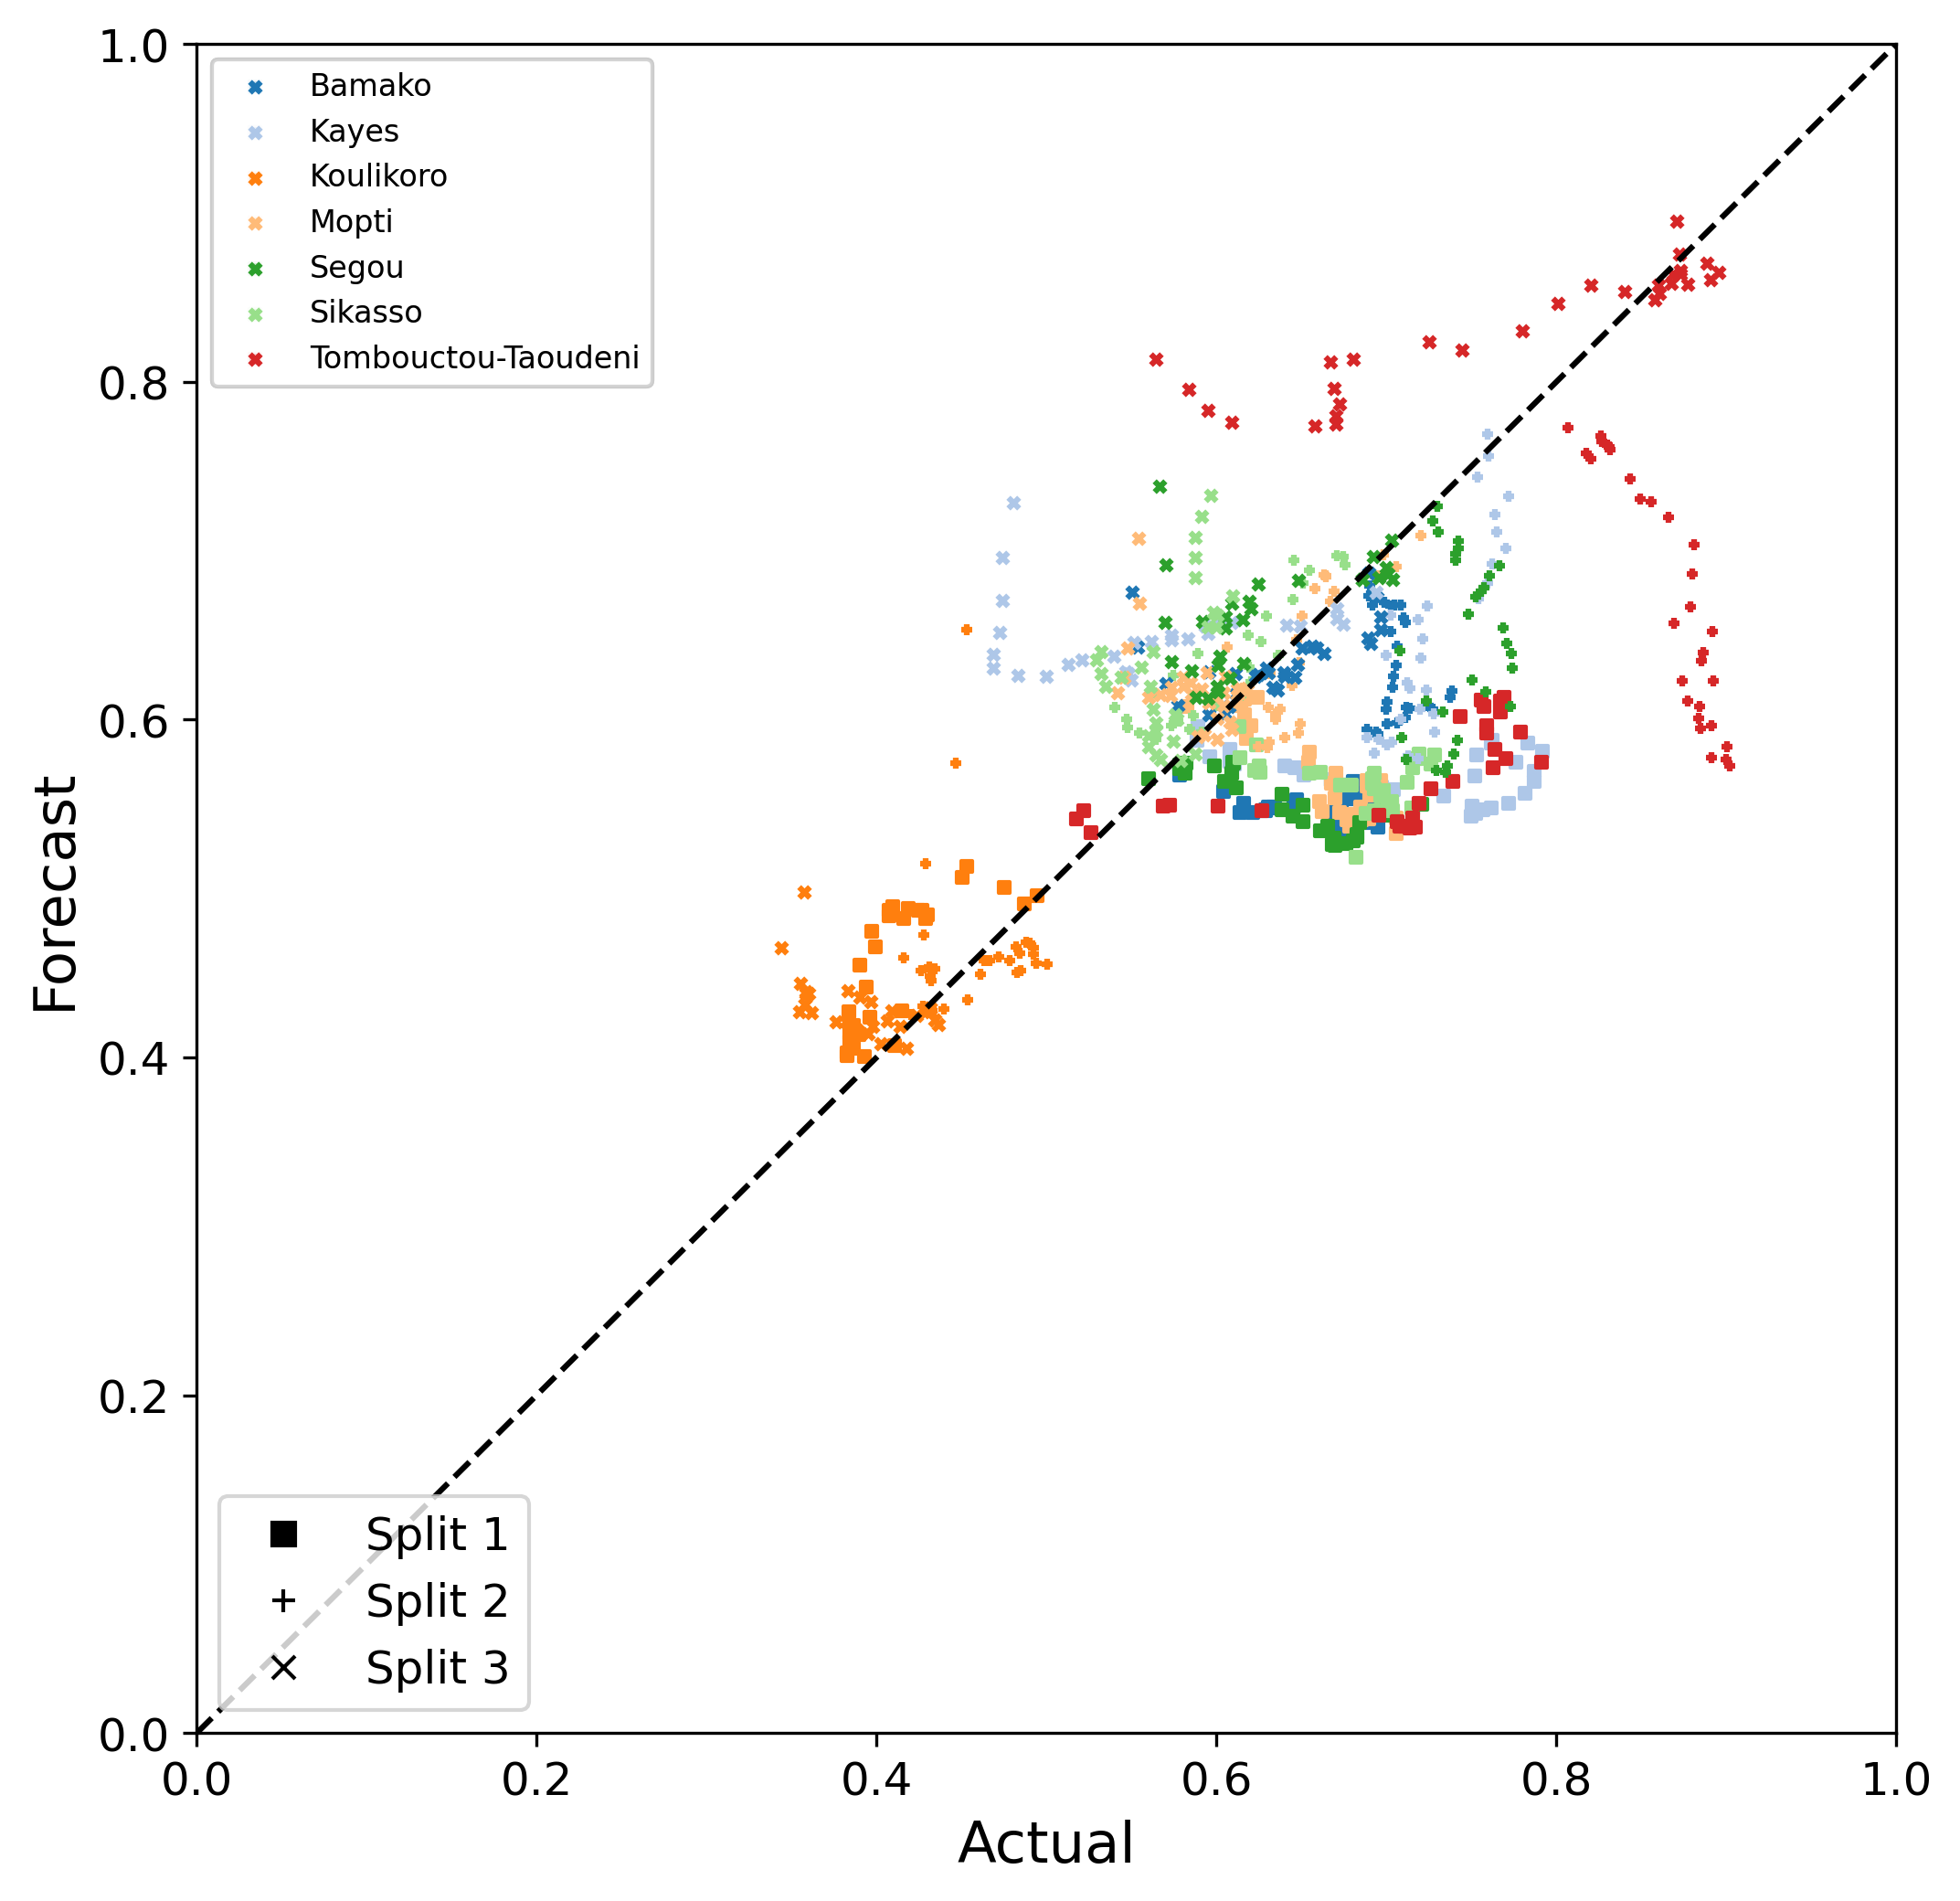 1.0
0.8
0.6
0.4
0.2
0.0
Forecast
Bamako
Kayes
Koulikoro
Mopti
Segou
Sikasso
Tombouctou-Taoudeni
Split 1
Split 2
Split 3
0.0 0.2 0.4 0.6 0.8 1.0
Actual